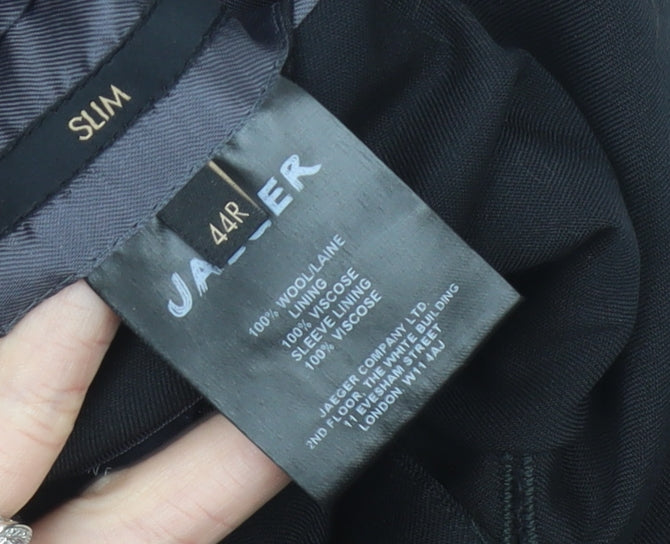 SLIM
JAEGER
44R
100% WOOL/LAINE
LINING
100% VISCOSE
SLEEVE LINING
100% VISCOSE
JAEGER COMPANY LTD.
2ND FLOOR, THE WHITE BUILDING
11 EVESHAM STREET
LONDON W11 4AJ